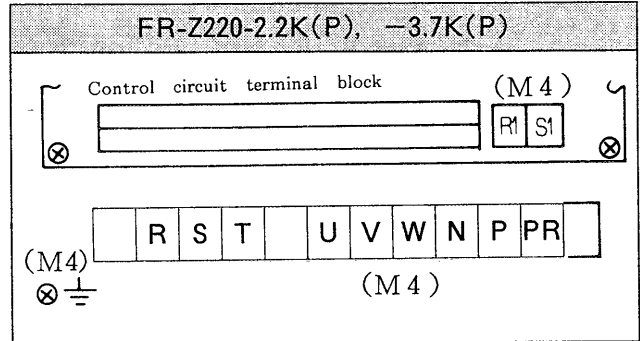 FR-Z220-2.2K(P), −3.7K(P)
Control circuit terminal block
(M4)
R1 S1
R S T U V W N P PR
(M4)
(M4)